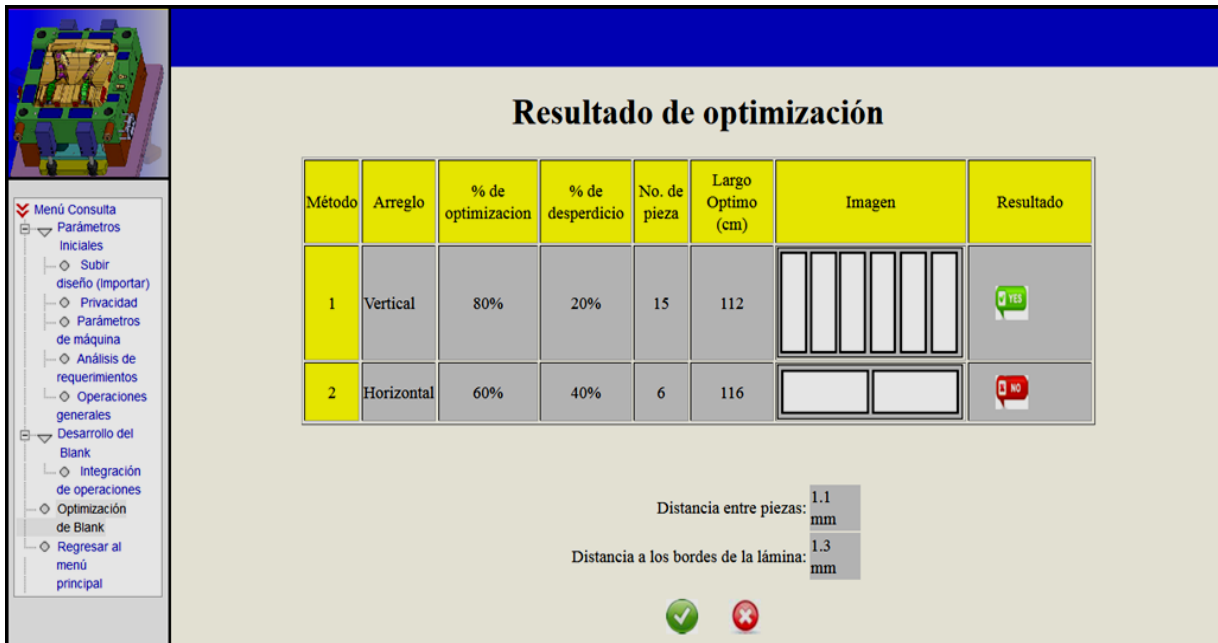 Menú Consulta
Parámetros
Iniciales
Subir
diseño (Importar)
Privacidad
Parámetros
de máquina
Análisis de
requerimientos
Operaciones
generales
Desarrollo del
Blank
Integración
de operaciones
Optimización
de Blank
Regresar al
menú
principal
Resultado de optimización
Método Arreglo % de optimizacion % de desperdicio No. de pieza Largo Optimo (cm) Imagen Resultado
1 Vertical 80% 20% 15 112 YES
2 Horizontal 60% 40% 6 116 NO
Distancia entre piezas: 1.1 mm
Distancia a los bordes de la lámina: 1.3 mm